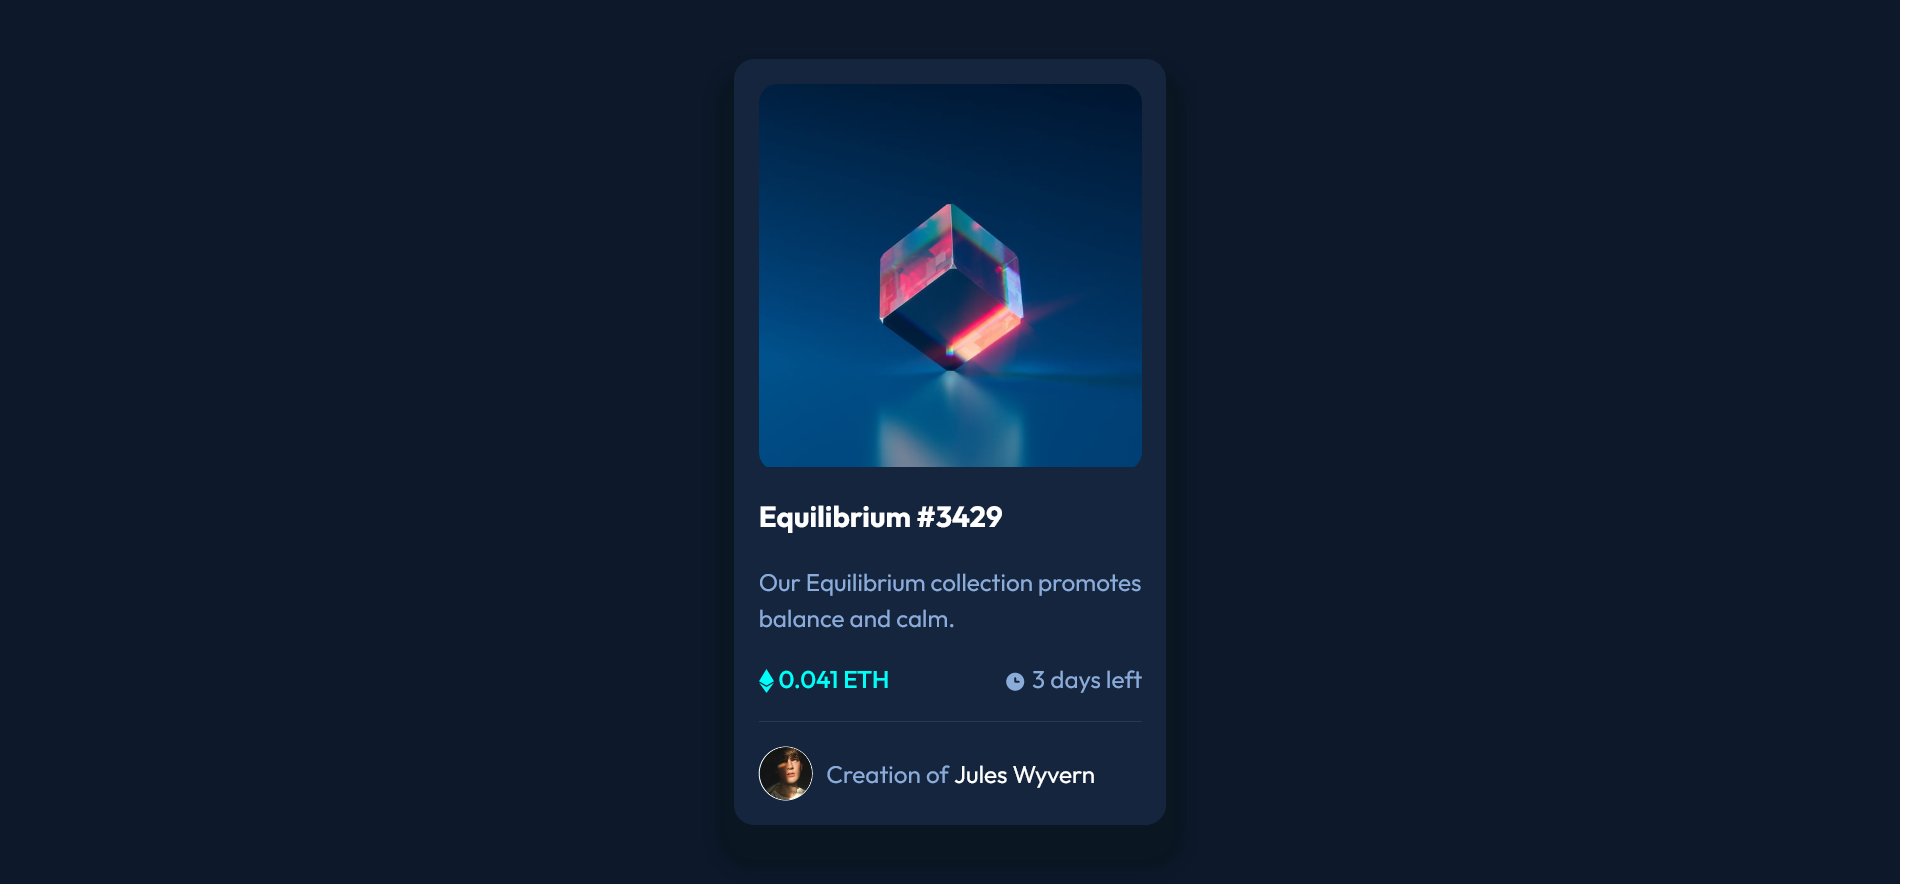 Equilibrium #3429
Our Equilibrium collection promotes
balance and calm.
0.041 ETH
3 days left
Creation of Jules Wyvern